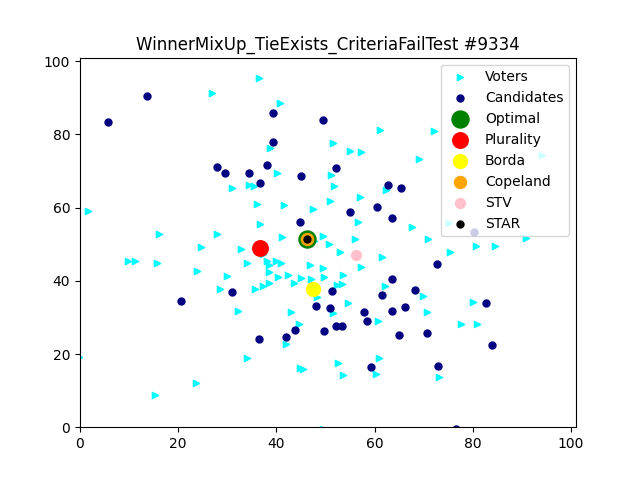 WinnerMixUp_TieExists_CriteriaFailTest #9334
100
80
60
40
20
0
0
20
40
60
80
100
Voters
Candidates
Optimal
Plurality
Borda
Copeland
STV
STAR